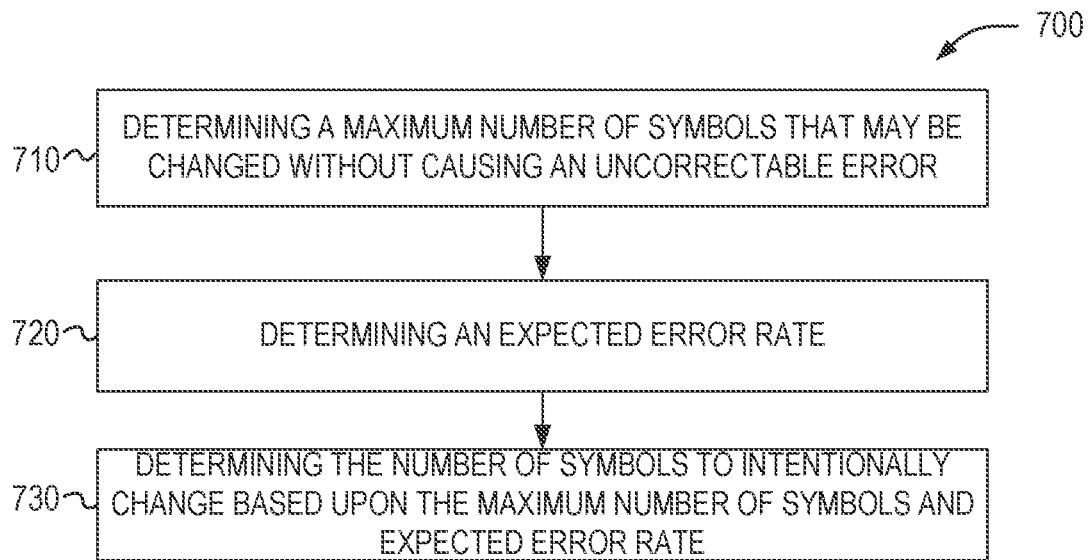 700
710
DETERMINING A MAXIMUM NUMBER OF SYMBOLS THAT MAY BE
CHANGED WITHOUT CAUSING AN UNCORRECTABLE ERROR
720
DETERMINING AN EXPECTED ERROR RATE
730
DETERMINING THE NUMBER OF SYMBOLS TO INTENTIONALLY
CHANGE BASED UPON THE MAXIMUM NUMBER OF SYMBOLS AND
EXPECTED ERROR RATE